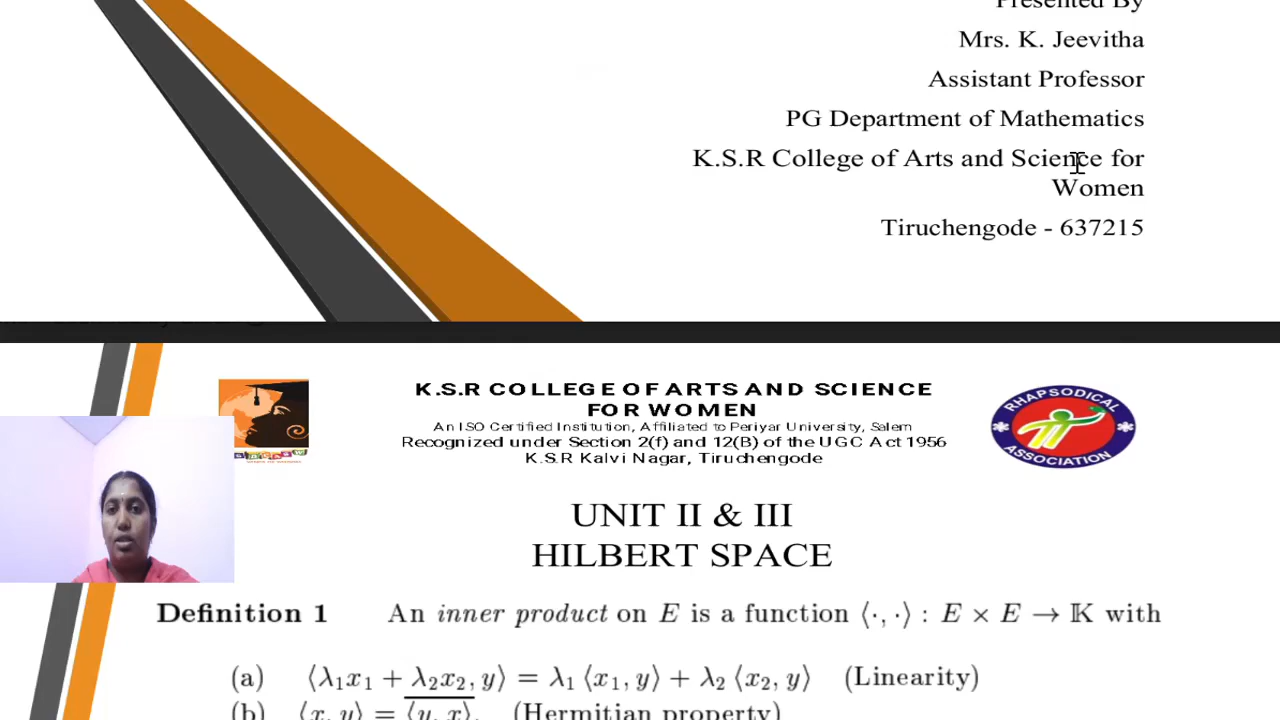 Presented By
Mrs. K. Jeevitha
Assistant Professor
PG Department of Mathematics
K.S.R College of Arts and Science for
Women
Tiruchengode - 637215
K.S.R COLLEGE OF ARTS AND SCIENCE
FOR WOMEN
An ISO Certified Institution, Affiliated to Periyar University, Salem
Recognized under Section 2(f) and 12(B) of the UGC Act 1956
K.S.R Kalvi Nagar, Tiruchengode
RHAPSODICAL
ASSOCIATION
UNIT II & III
HILBERT SPACE
Definition 1 An inner product on E is a function ⟨·, ·⟩ : E × E → 𝕂 with
(a) ⟨λ₁x₁ + λ₂x₂, y⟩ = λ₁ ⟨x₁, y⟩ + λ₂ ⟨x₂, y⟩ (Linearity)
(b) ⟨x, y⟩ = \overline{⟨y, x⟩}. (Hermitian property)